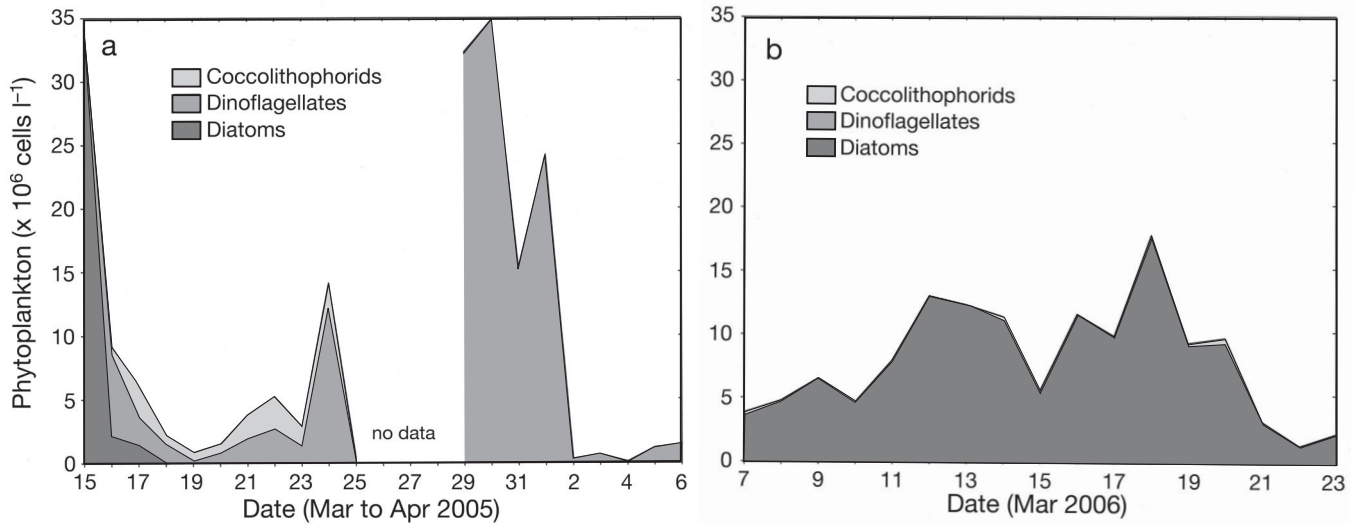 35
30
25
20
15
10
5
0
Phytoplankton (x 10⁶ cells l⁻¹)
a
Coccolithophorids
Dinoflagellates
Diatoms
no data
15 17 19 21 23 25 27 29 31 2 4 6
Date (Mar to Apr 2005)
35
30
25
20
15
10
5
0
b
Coccolithophorids
Dinoflagellates
Diatoms
7 9 11 13 15 17 19 21 23
Date (Mar 2006)